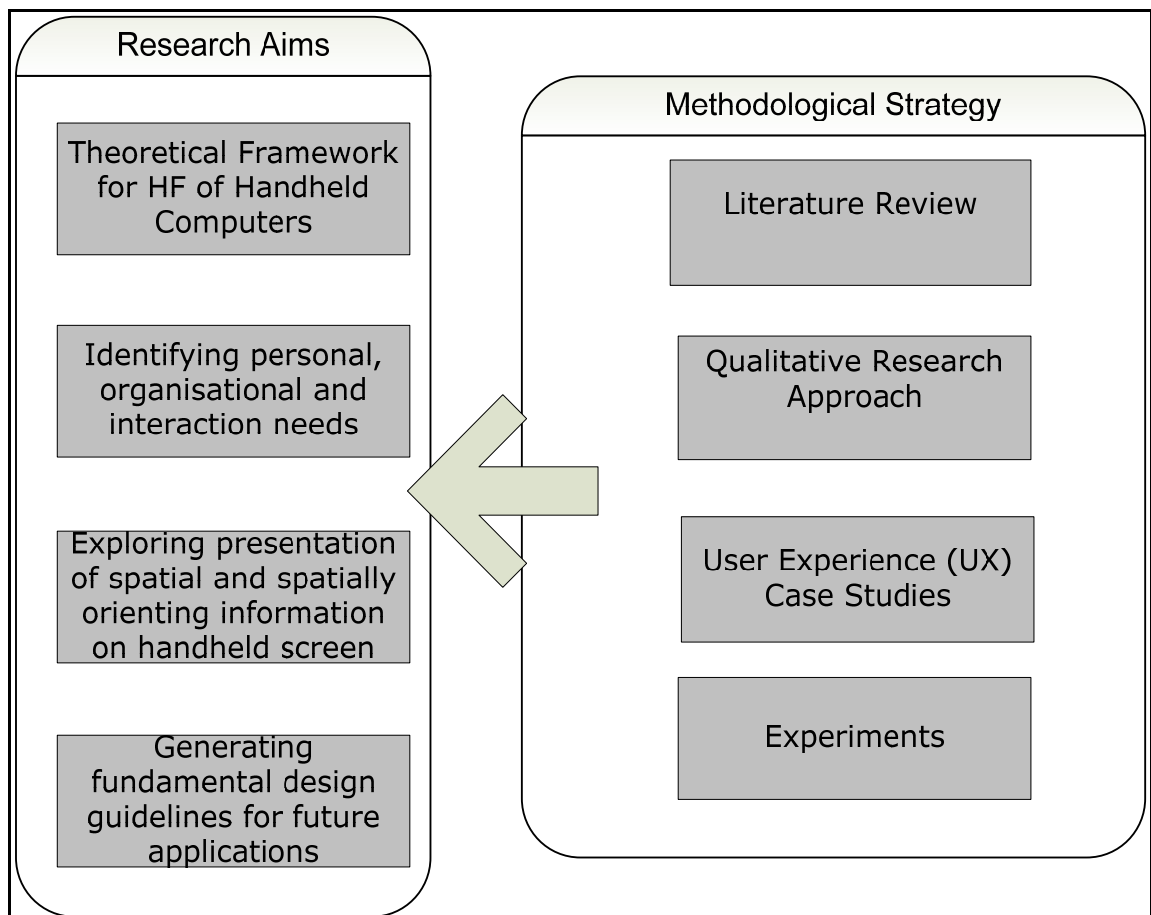 Research Aims
Theoretical Framework
for HF of Handheld
Computers
Identifying personal,
organisational and
interaction needs
Exploring presentation
of spatial and spatially
orienting information
on handheld screen
Generating
fundamental design
guidelines for future
applications
Methodological Strategy
Literature Review
Qualitative Research
Approach
User Experience (UX)
Case Studies
Experiments